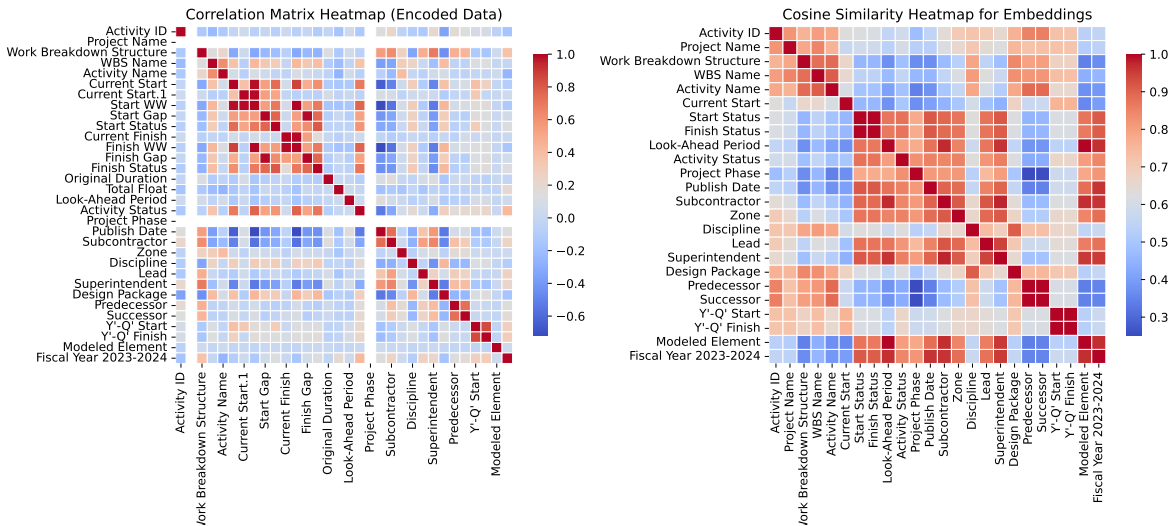 Correlation Matrix Heatmap (Encoded Data)
Activity ID
Project Name
Work Breakdown Structure
WBS Name
Activity Name
Current Start
Current Start.1
Start WW
Start Gap
Start Status
Current Finish
Finish WW
Finish Gap
Finish Status
Original Duration
Total Float
Look-Ahead Period
Activity Status
Project Phase
Publish Date
Subcontractor
Zone
Discipline
Lead
Superintendent
Design Package
Predecessor
Successor
Y'-Q' Start
Y'-Q' Finish
Modeled Element
Fiscal Year 2023-2024
Activity ID
ork Breakdown Structure
Activity Name
Current Start.1
Start Gap
Current Finish
Finish Gap
Original Duration
Look-Ahead Period
Project Phase
Subcontractor
Discipline
Superintendent
Predecessor
Y'-Q' Start
Modeled Element
1.0
0.8
0.6
0.4
0.2
0.0
−0.2
−0.4
−0.6
Cosine Similarity Heatmap for Embeddings
Activity ID
Project Name
Work Breakdown Structure
WBS Name
Activity Name
Current Start
Start Status
Finish Status
Look-Ahead Period
Activity Status
Project Phase
Publish Date
Subcontractor
Zone
Discipline
Lead
Superintendent
Design Package
Predecessor
Successor
Y'-Q' Start
Y'-Q' Finish
Modeled Element
Fiscal Year 2023-2024
Activity ID
Project Name
ork Breakdown Structure
WBS Name
Activity Name
Current Start
Start Status
Finish Status
Look-Ahead Period
Activity Status
Project Phase
Publish Date
Subcontractor
Zone
Discipline
Lead
Superintendent
Design Package
Predecessor
Successor
Y'-Q' Start
Y'-Q' Finish
Modeled Element
Fiscal Year 2023-2024
1.0
0.9
0.8
0.7
0.6
0.5
0.4
0.3